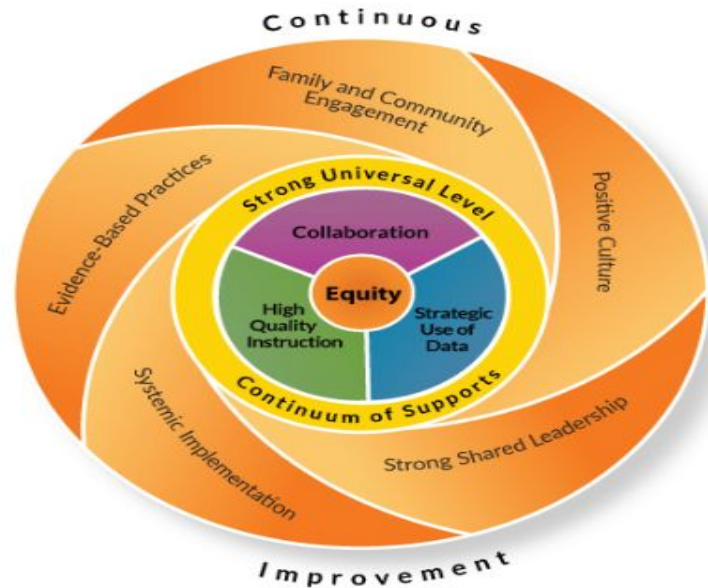 Continuous
Family and Community
Engagement
Positive Culture
Evidence-Based Practices
Strong Universal Level
Collaboration
Equity
High
Quality
Instruction
Strategic
Use of
Data
Continuum of Supports
Systemic Implementation
Strong Shared Leadership
Improvement